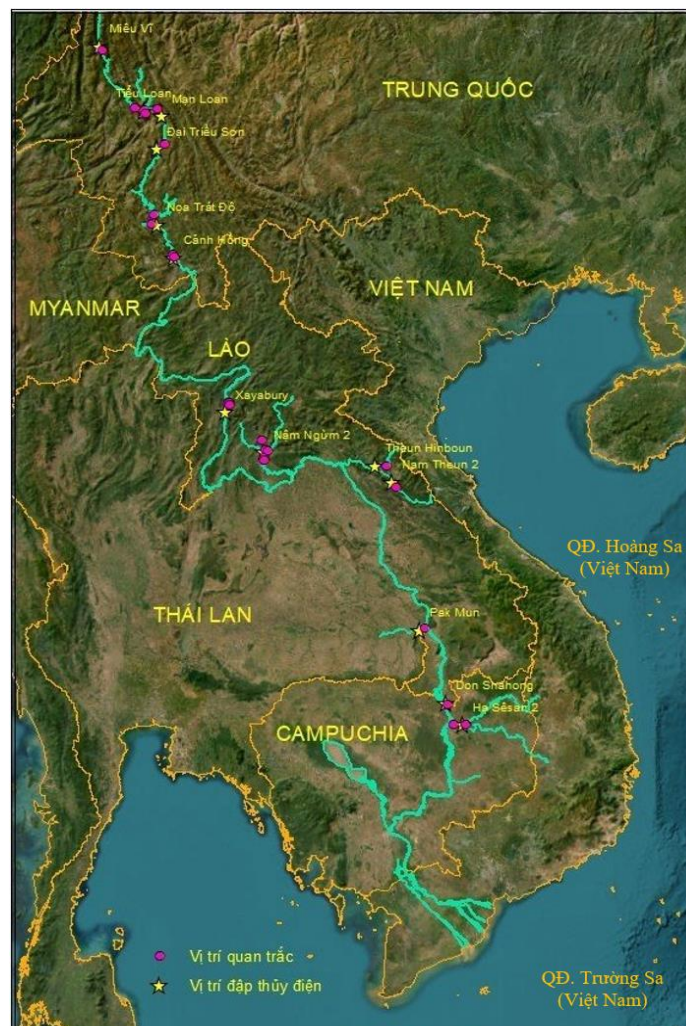 Miêu Vĩ
TRUNG QUỐC
Tiểu Loan
Mạn Loan
Đại Triều Sơn
Nọa Trát Độ
Cảnh Hồng
MYANMAR
VIỆT NAM
LÀO
Xayabury
Nậm Ngừm 2
Theun Hinboun
Nam Theun 2
QĐ. Hoàng Sa
(Việt Nam)
THÁI LAN
Pak Mun
Don Shahong
Hạ Sêsan 2
CAMPUCHIA
Vị trí quan trắc
Vị trí đập thủy điện
QĐ. Trường Sa
(Việt Nam)